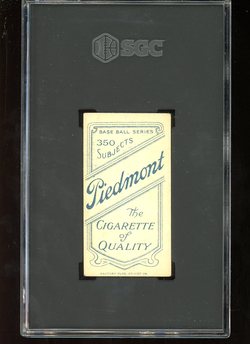 SGC
BASE BALL SERIES
350
SUBJECTS
Piedmont
The
CIGARETTE
of
QUALITY